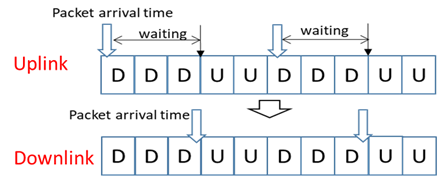 Packet arrival time
waiting waiting
Uplink D D D U U D D D U U
Packet arrival time
Downlink D D D U U D D D U U